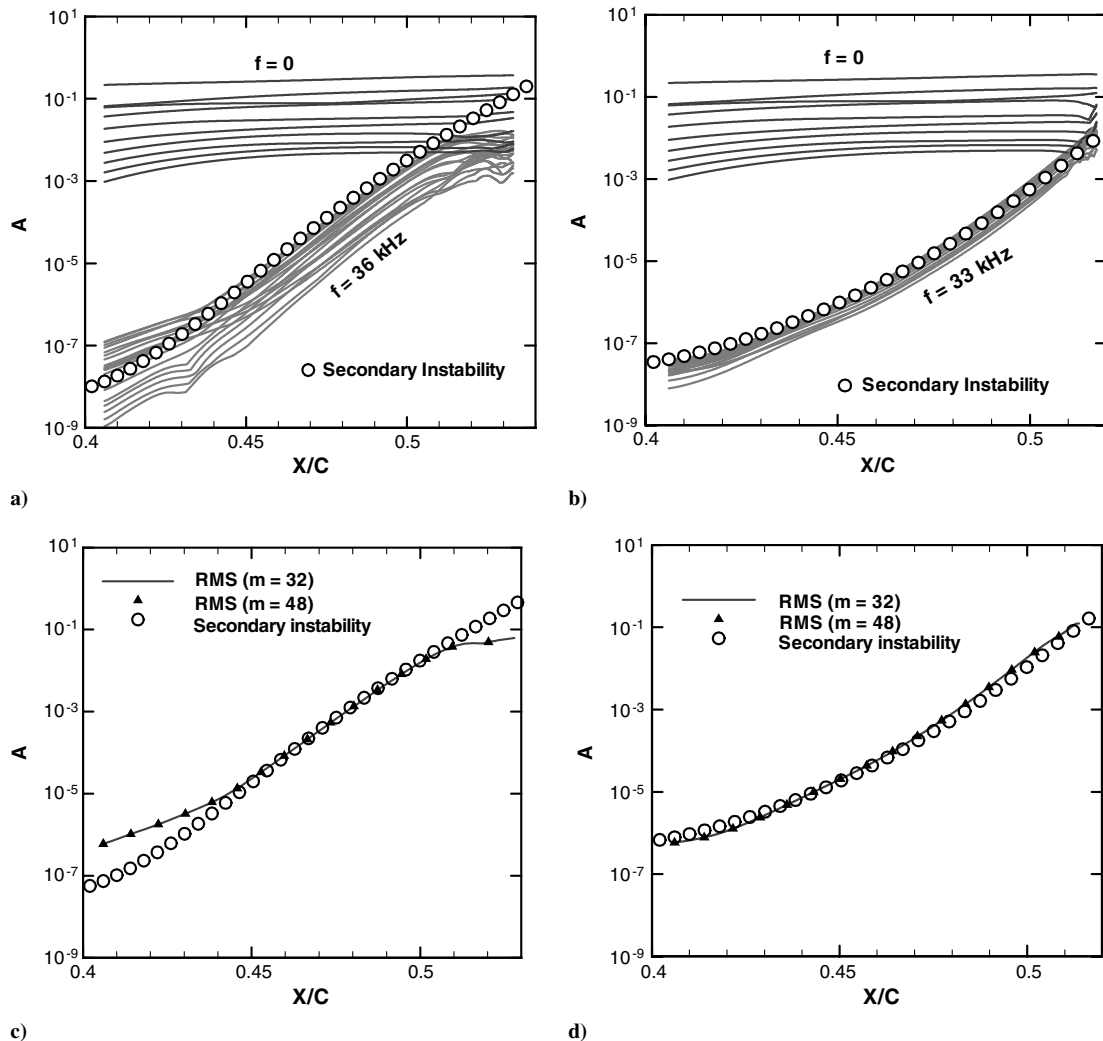 10^1
10^-1
10^-3
10^-5
10^-7
10^-9
A
f = 0
f = 36 kHz
Secondary Instability
0.4
0.45
0.5
X/C
a)
10^1
10^-1
10^-3
10^-5
10^-7
10^-9
A
f = 0
f = 33 kHz
Secondary Instability
0.4
0.45
0.5
X/C
b)
10^1
10^-1
10^-3
10^-5
10^-7
10^-9
A
RMS (m = 32)
RMS (m = 48)
Secondary instability
0.4
0.45
0.5
X/C
c)
10^1
10^-1
10^-3
10^-5
10^-7
10^-9
A
RMS (m = 32)
RMS (m = 48)
Secondary instability
0.4
0.45
0.5
X/C
d)